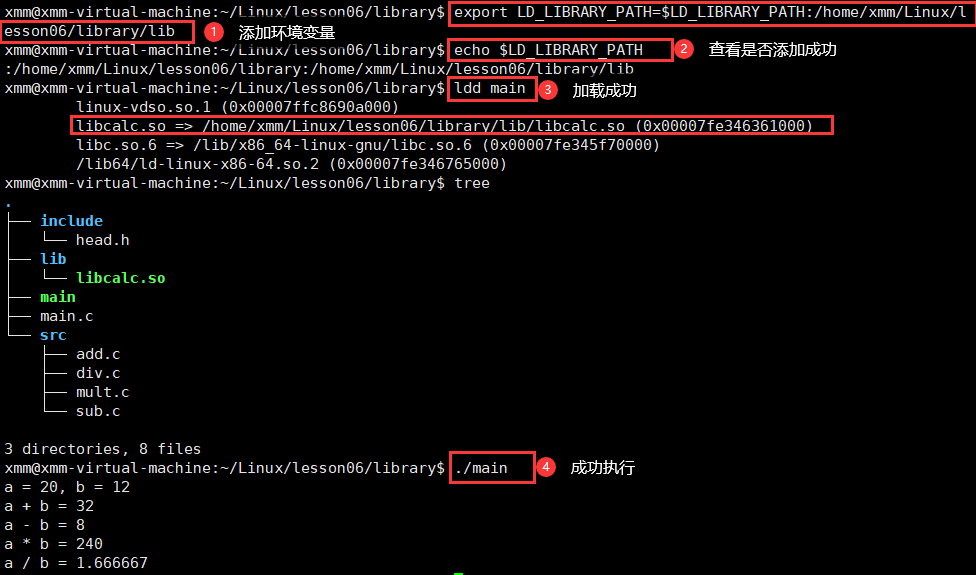 xmm@xmm-virtual-machine:~/Linux/lesson06/library$ export LD_LIBRARY_PATH=$LD_LIBRARY_PATH:/home/xmm/Linux/l
esson06/library/lib 1 添加环境变量
xmm@xmm-virtual-machine:~/Linux/lesson06/library$ echo $LD_LIBRARY_PATH 2 查看是否添加成功
:/home/xmm/Linux/lesson06/library:/home/xmm/Linux/lesson06/library/lib
xmm@xmm-virtual-machine:~/Linux/lesson06/library$ ldd main 3 加载成功
linux-vdso.so.1 (0x00007ffc8690a000)
libcalc.so => /home/xmm/Linux/lesson06/library/lib/libcalc.so (0x00007fe346361000)
libc.so.6 => /lib/x86_64-linux-gnu/libc.so.6 (0x00007fe345f70000)
/lib64/ld-linux-x86-64.so.2 (0x00007fe346765000)
xmm@xmm-virtual-machine:~/Linux/lesson06/library$ tree
.
├── include
│   └── head.h
├── lib
│   └── libcalc.so
├── main
├── main.c
└── src
    ├── add.c
    ├── div.c
    ├── mult.c
    └── sub.c
3 directories, 8 files
xmm@xmm-virtual-machine:~/Linux/lesson06/library$ ./main 4 成功执行
a = 20, b = 12
a + b = 32
a - b = 8
a * b = 240
a / b = 1.666667